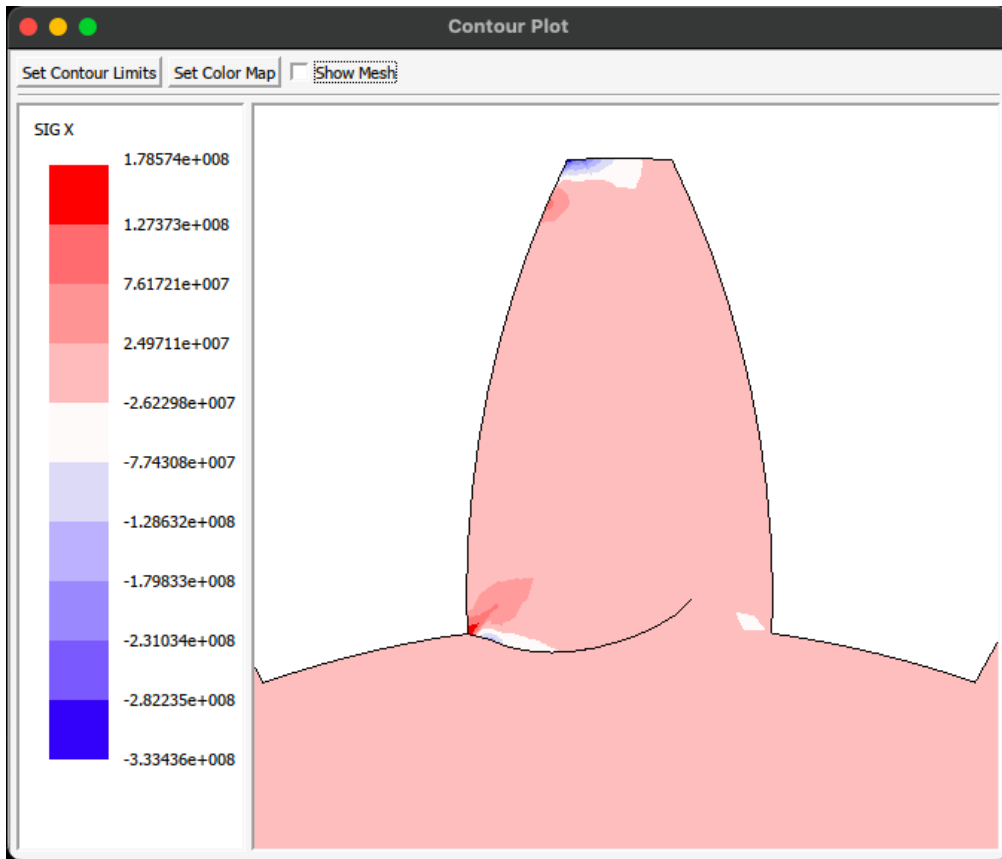 Contour Plot
Set Contour Limits Set Color Map Show Mesh
SIG X
1.78574e+008
1.27373e+008
7.61721e+007
2.49711e+007
-2.62298e+007
-7.74308e+007
-1.28632e+008
-1.79833e+008
-2.31034e+008
-2.82235e+008
-3.33436e+008